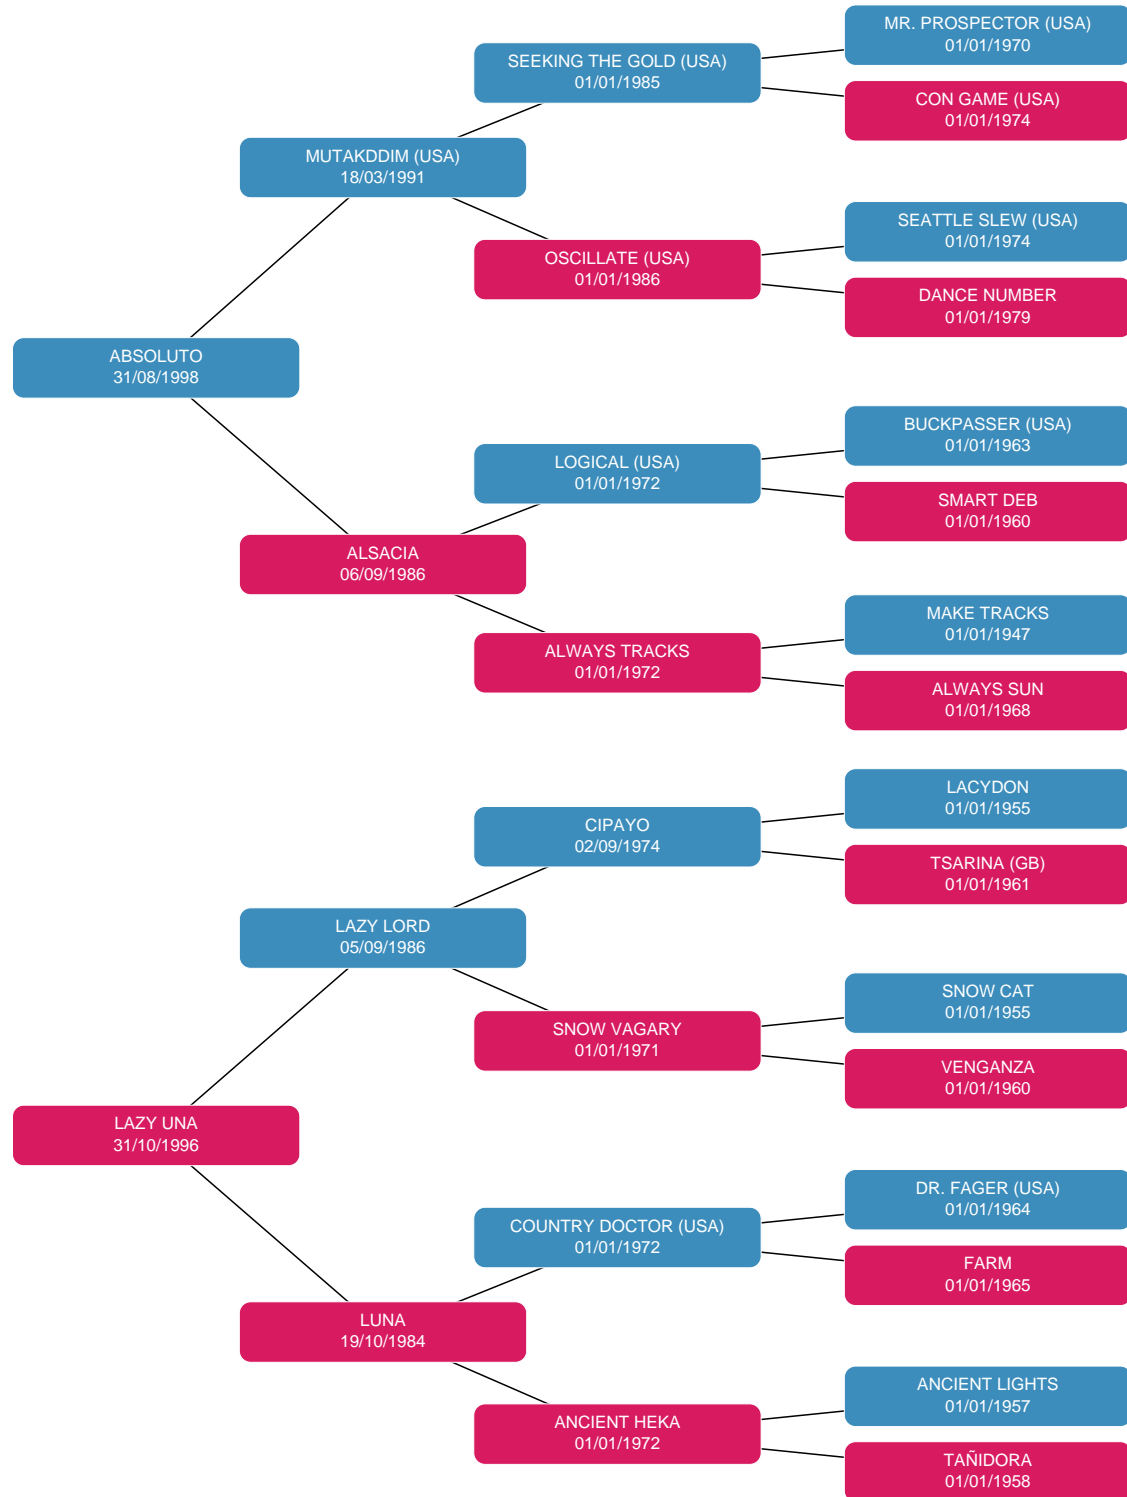 MR. PROSPECTOR (USA)
01/01/1970
SEEKING THE GOLD (USA)
01/01/1985
CON GAME (USA)
01/01/1974
MUTAKDDIM (USA)
18/03/1991
SEATTLE SLEW (USA)
01/01/1974
OSCILLATE (USA)
01/01/1986
DANCE NUMBER
01/01/1979
ABSOLUTO
31/08/1998
BUCKPASSER (USA)
01/01/1963
LOGICAL (USA)
01/01/1972
SMART DEB
01/01/1960
ALSACIA
06/09/1986
MAKE TRACKS
01/01/1947
ALWAYS TRACKS
01/01/1972
ALWAYS SUN
01/01/1968
LACYDON
01/01/1955
CIPAYO
02/09/1974
TSARINA (GB)
01/01/1961
LAZY LORD
05/09/1986
SNOW CAT
01/01/1955
SNOW VAGARY
01/01/1971
VENGANZA
01/01/1960
LAZY UNA
31/10/1996
DR. FAGER (USA)
01/01/1964
COUNTRY DOCTOR (USA)
01/01/1972
FARM
01/01/1965
LUNA
19/10/1984
ANCIENT LIGHTS
01/01/1957
ANCIENT HEKA
01/01/1972
TAÑIDORA
01/01/1958